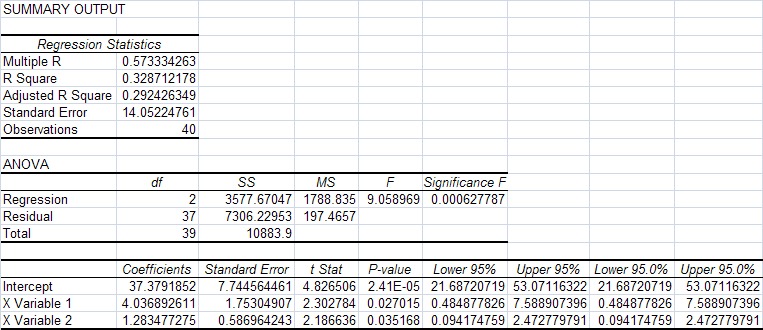 SUMMARY OUTPUT
Regression Statistics
Multiple R 0.573334263
R Square 0.328712178
Adjusted R Square 0.292426349
Standard Error 14.05224761
Observations 40
ANOVA
df SS MS F Significance F
Regression 2 3577.67047 1788.835 9.058969 0.000627787
Residual 37 7306.22953 197.4657
Total 39 10883.9
Coefficients Standard Error t Stat P-value Lower 95% Upper 95% Lower 95.0% Upper 95.0%
Intercept 37.3791852 7.744564461 4.826506 2.41E-05 21.68720719 53.07116322 21.68720719 53.07116322
X Variable 1 4.036892611 1.75304907 2.302784 0.027015 0.484877826 7.588907396 0.484877826 7.588907396
X Variable 2 1.283477275 0.586964243 2.186636 0.035168 0.094174759 2.472779791 0.094174759 2.472779791